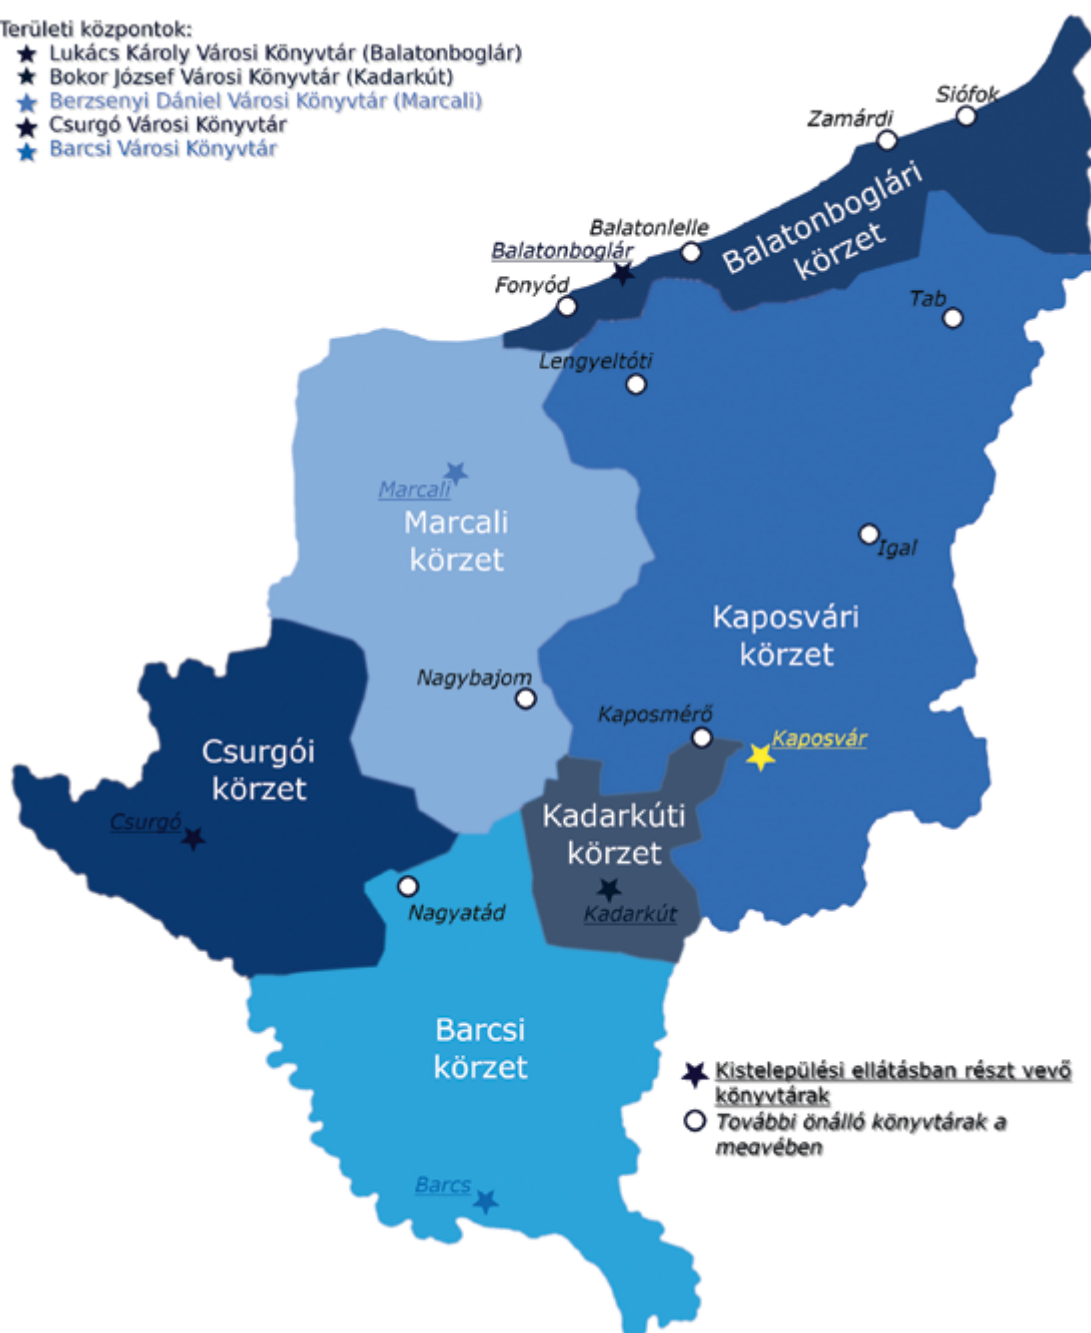 Területi központok:
Lukács Károly Városi Könyvtár (Balatonboglár)
Bokor József Városi Könyvtár (Kadarkút)
Berzsenyi Dániel Városi Könyvtár (Marcali)
Csurgó Városi Könyvtár
Barcsi Városi Könyvtár
Siófok
Zamárdi
Balatonboglári
körzet
Balatonlelle
Balatonboglár
Fonyód
Tab
Lengyeltóti
Marcali
Marcali
körzet
Igal
Kaposvári
körzet
Nagybajom
Kaposmérő
Kaposvár
Csurgói
körzet
Csurgó
Kadarkúti
körzet
Kadarkút
Nagyatád
Barcsi
körzet
Barcs
Kistelepülési ellátásban részt vevő
könyvtárak
További önálló könyvtárak a
megyében